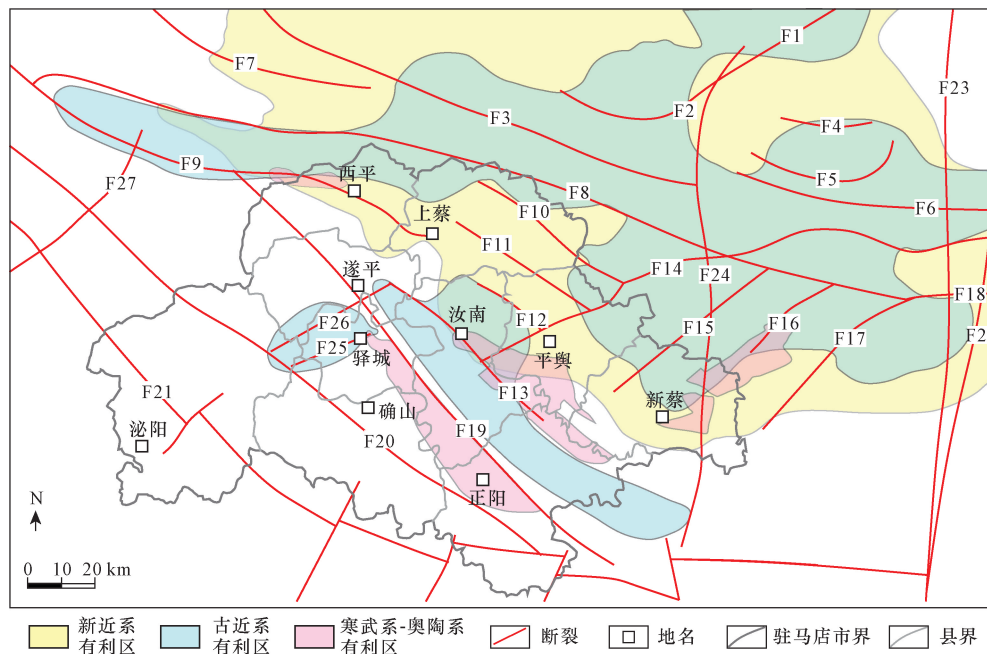 F1
F7
F2
F23
F3
F4
F5
F9
F27
西平
F8
F6
F10
上蔡
F11
F14
F24
遂平
F18
汝南
F12
F26
F15
F16
F2
F25
驿城
平舆
F17
F21
F13
新蔡
确山
F19
F20
泌阳
正阳
N
0 10 20 km
新近系
有利区
古近系
有利区
寒武系-奥陶系
有利区
断裂
地名
驻马店市界
县界